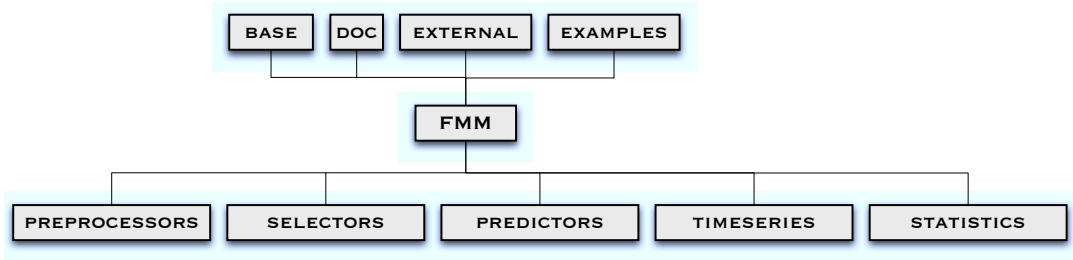 BASE DOC EXTERNAL EXAMPLES
FMM
PREPROCESSORS SELECTORS PREDICTORS TIMESERIES STATISTICS